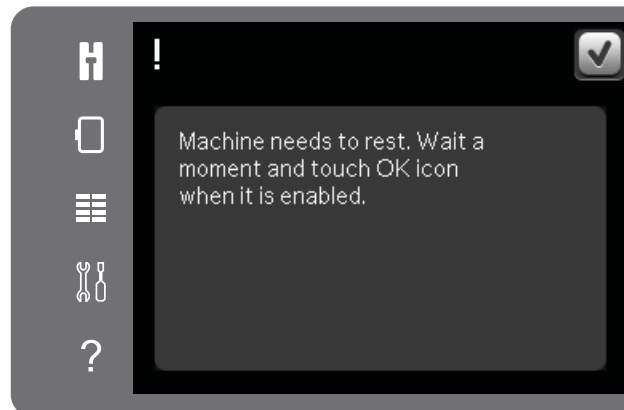 !
Machine needs to rest. Wait a
moment and touch OK icon
when it is enabled.
?